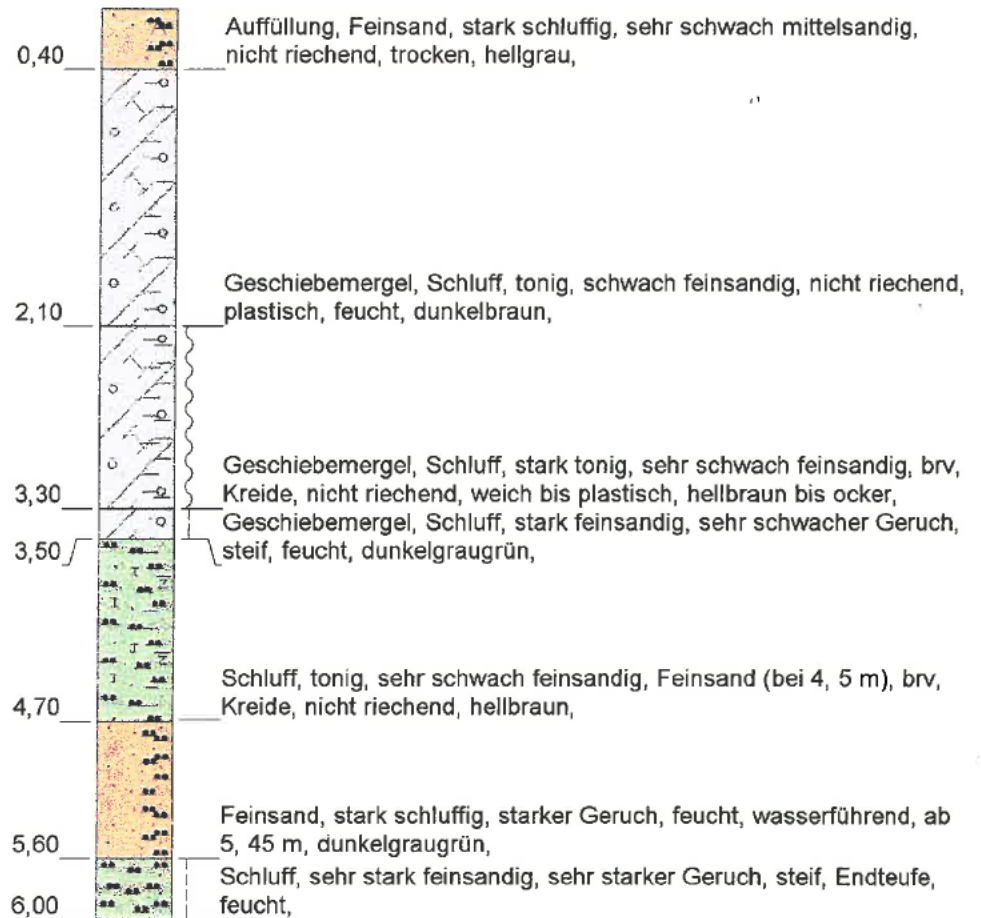 Auffüllung, Feinsand, stark schluffig, sehr schwach mittelsandig,
0,40 nicht riechend, trocken, hellgrau,
Geschiebemergel, Schluff, tonig, schwach feinsandig, nicht riechend,
2,10 plastisch, feucht, dunkelbraun,
Geschiebemergel, Schluff, stark tonig, sehr schwach feinsandig, brv,
3,30 Kreide, nicht riechend, weich bis plastisch, hellbraun bis ocker,
Geschiebemergel, Schluff, stark feinsandig, sehr schwacher Geruch,
3,50 steif, feucht, dunkelgraugrün,
Schluff, tonig, sehr schwach feinsandig, Feinsand (bei 4, 5 m), brv,
4,70 Kreide, nicht riechend, hellbraun,
Feinsand, stark schluffig, starker Geruch, feucht, wasserführend, ab
5,60 5, 45 m, dunkelgraugrün,
Schluff, sehr stark feinsandig, sehr starker Geruch, steif, Endteufe,
6,00 feucht,